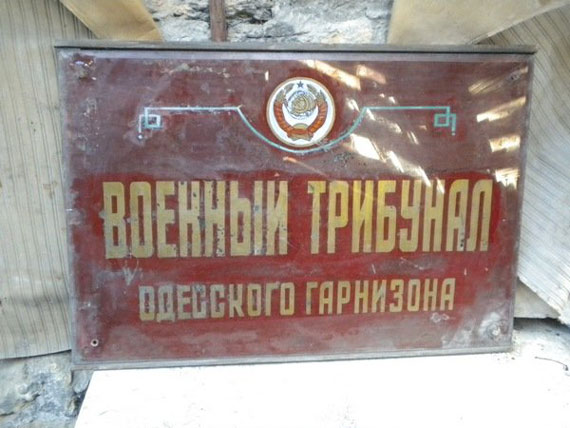 ВОЕННЫЙ ТРИБУНАЛ
ОДЕССКОГО ГАРНИЗОНА